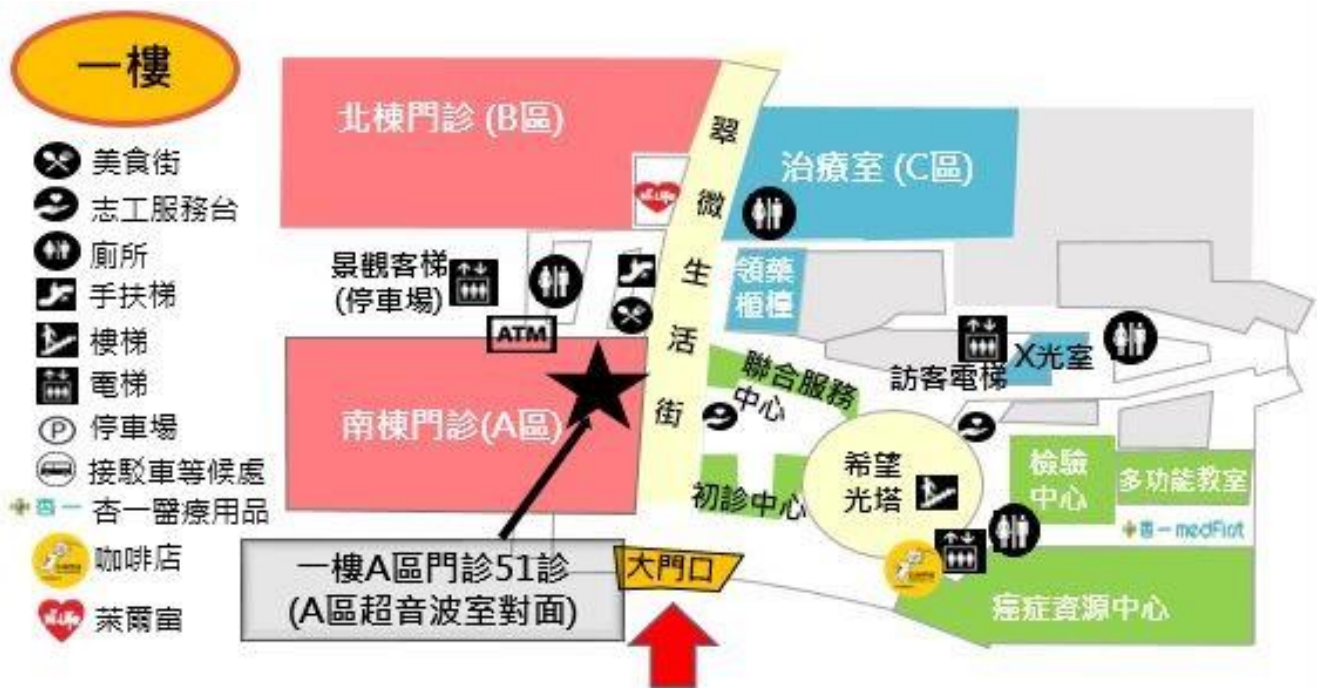 一樓
美食街
志工服務台
廁所
手扶梯
樓梯
電梯
P 停車場
接駁車等候處
杏一 杏一醫療用品
咖啡店
Hi-Life 萊爾富
北棟門診 (B區)
Hi-Life
翠微生活街
治療室 (C區)
景觀客梯
(停車場)
ATM
領藥
櫃檯
南棟門診(A區)
聯合服務
中心
訪客電梯
X光室
初診中心
希望
光塔
檢驗
中心
多功能教室
杏一 medFirst
癌症資源中心
大門口
一樓A區門診51診
(A區超音波室對面)